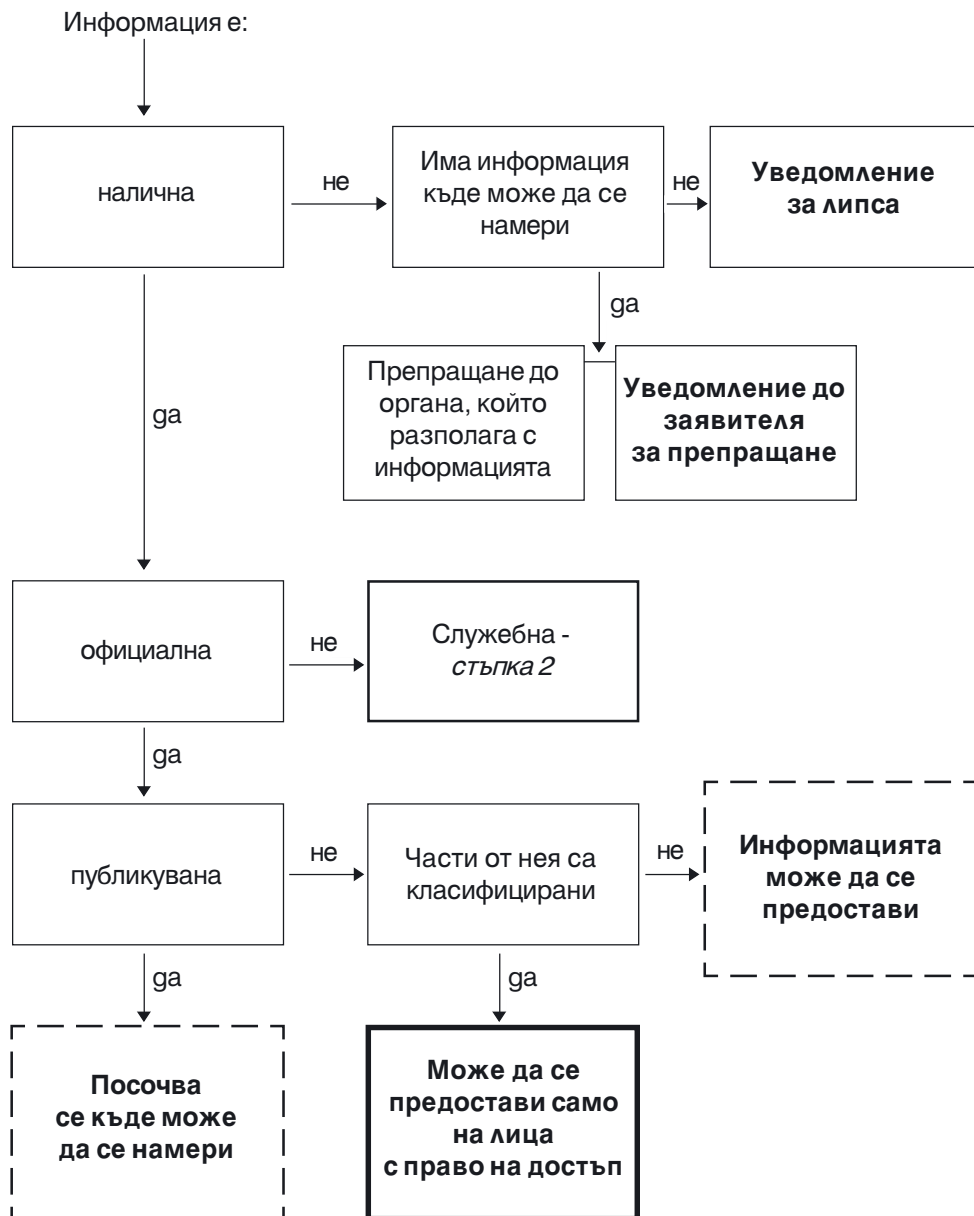 Информация е:
налична
не
Има информация
къде може да се
намери
не
Уведомление
за липса
да
да
Препращане до
органа, който
разполага с
информацията
Уведомление до
заявителя
за препращане
официална
не
Служебна -
стъпка 2
да
публикувана
не
Части от нея са
класифицирани
не
Информацията
може да се
предостави
да
да
Посочва
се къде може
да се намери
Може да се
предостави само
на лица
с право на достъп